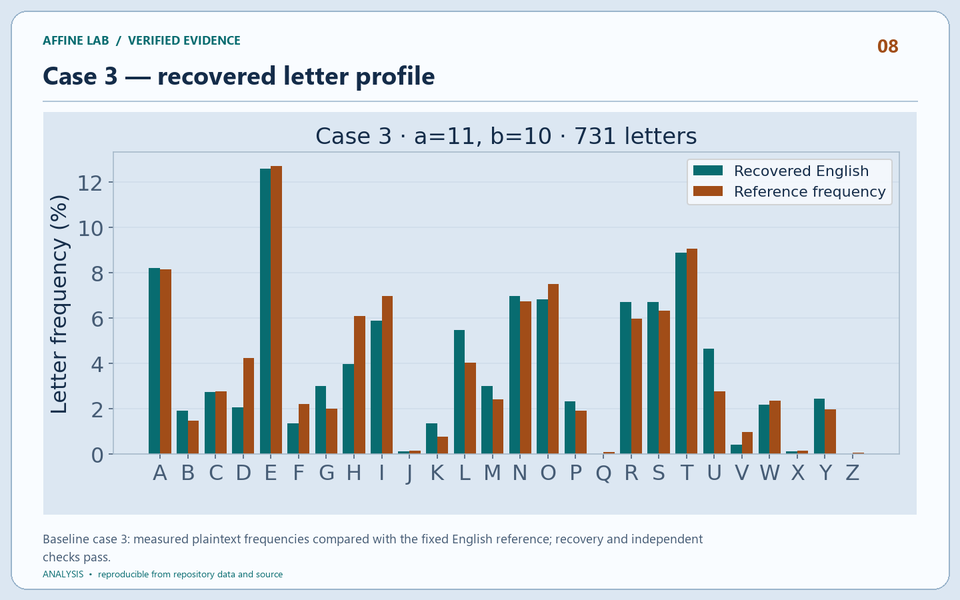 AFFINE LAB / VERIFIED EVIDENCE
08
Case 3 — recovered letter profile
Case 3 · a=11, b=10 · 731 letters
Recovered English
Reference frequency
Letter frequency (%)
12
10
8
6
4
2
0
A B C D E F G H I J K L M N O P Q R S T U V W X Y Z
Baseline case 3: measured plaintext frequencies compared with the fixed English reference; recovery and independent
checks pass.
ANALYSIS • reproducible from repository data and source